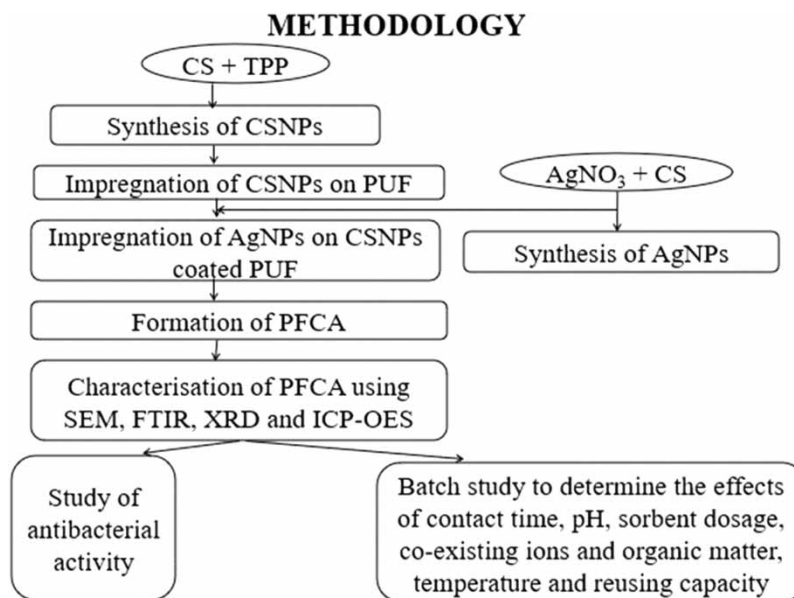 METHODOLOGY
CS + TPP
Synthesis of CSNPs
Impregnation of CSNPs on PUF
AgNO₃ + CS
Impregnation of AgNPs on CSNPs
coated PUF
Synthesis of AgNPs
Formation of PFCA
Characterisation of PFCA using
SEM, FTIR, XRD and ICP-OES
Study of
antibacterial
activity
Batch study to determine the effects
of contact time, pH, sorbent dosage,
co-existing ions and organic matter,
temperature and reusing capacity